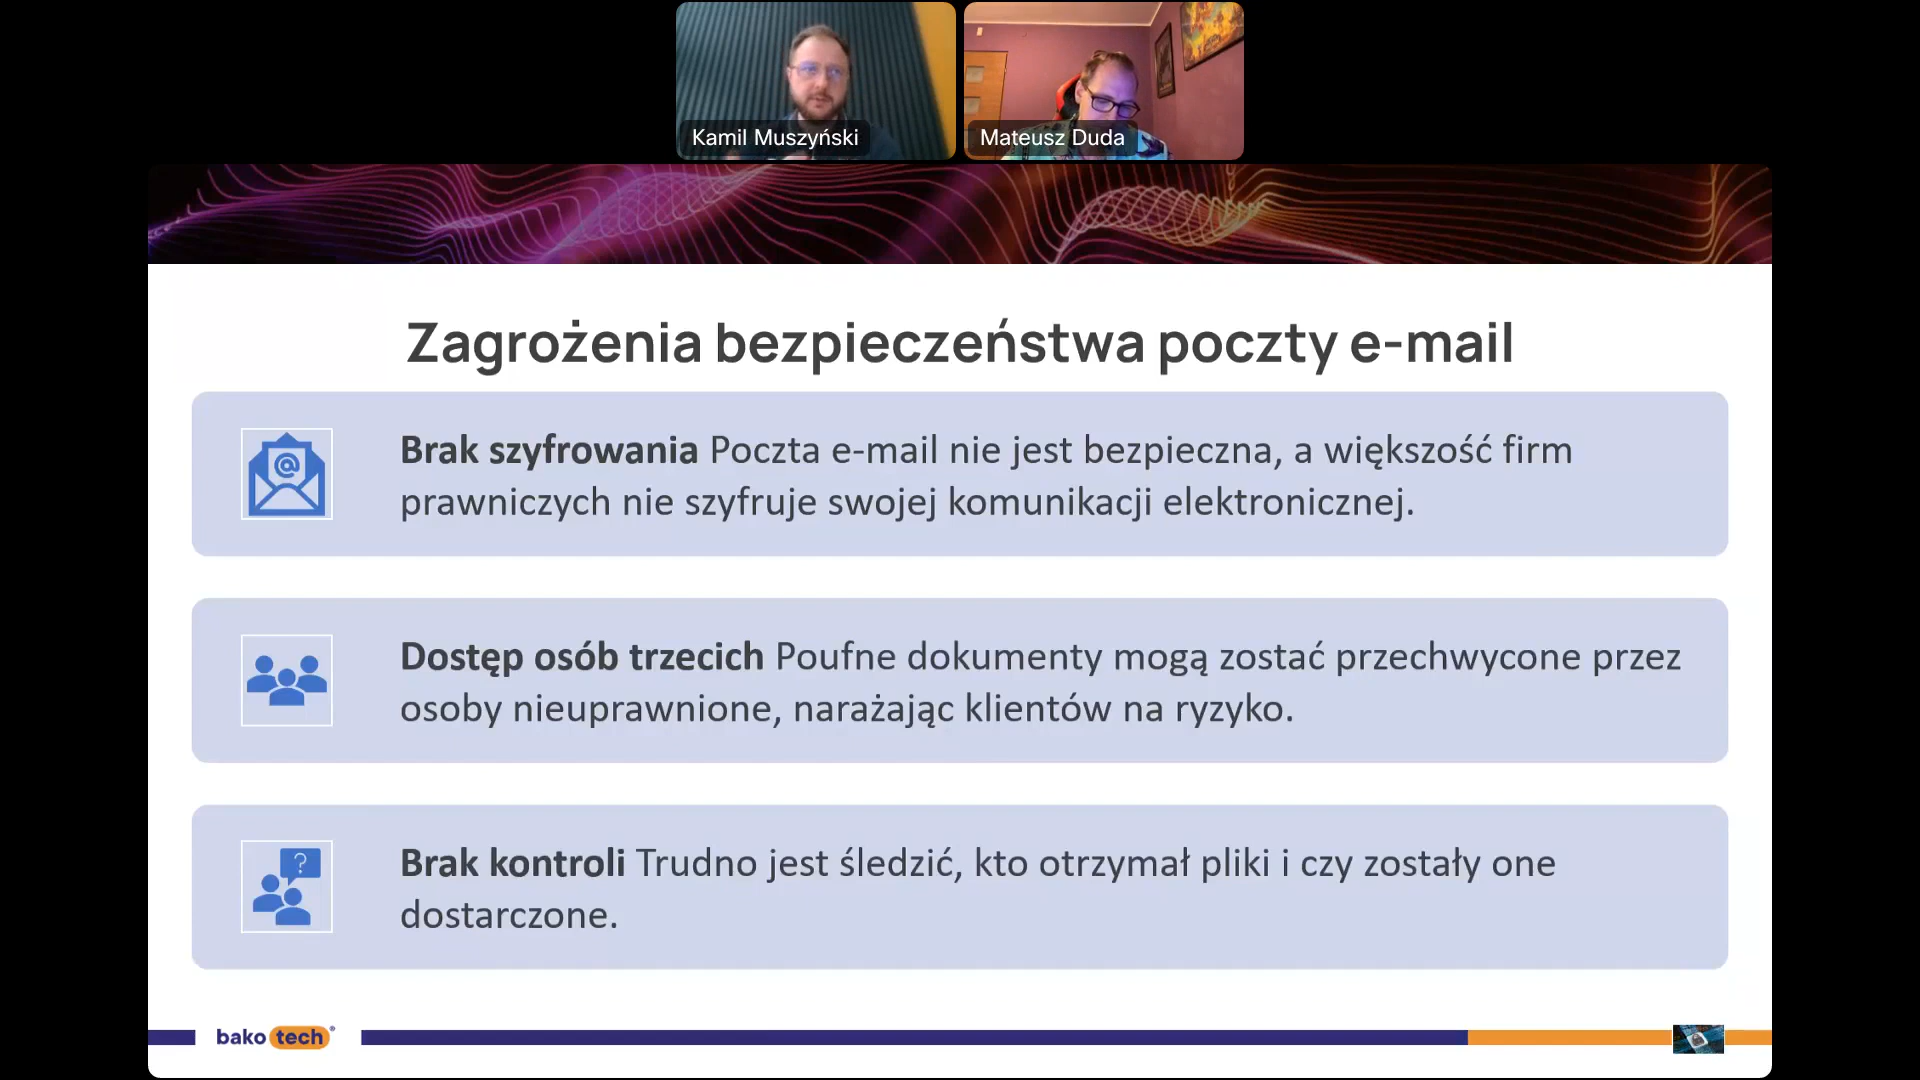 Kamil Muszyński
Mateusz Duda
Zagrożenia bezpieczeństwa poczty e-mail
Brak szyfrowania Poczta e-mail nie jest bezpieczna, a większość firm
prawniczych nie szyfruje swojej komunikacji elektronicznej.
Dostęp osób trzecich Poufne dokumenty mogą zostać przechwycone przez
osoby nieuprawnione, narażając klientów na ryzyko.
Brak kontroli Trudno jest śledzić, kto otrzymał pliki i czy zostały one
dostarczone.
bako tech®